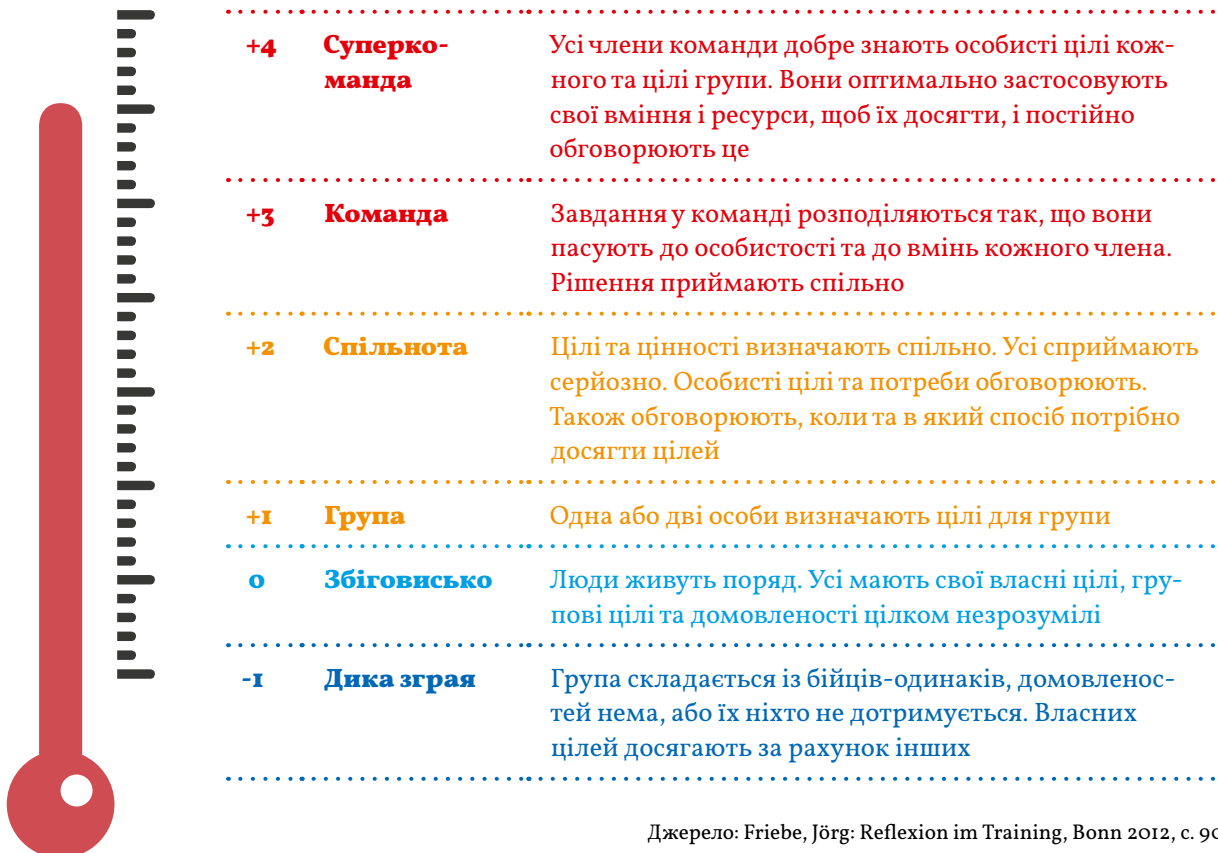 +4 Суперко- Усі члени команди добре знають особисті цілі кож-
манда ного та цілі групи. Вони оптимально застосовують
свої вміння і ресурси, щоб їх досягти, і постійно
обговорюють це
+3 Команда Завдання у команді розподіляються так, що вони
пасують до особистості та до вмінь кожного члена.
Рішення приймають спільно
+2 Спільнота Цілі та цінності визначають спільно. Усі сприймають
серйозно. Особисті цілі та потреби обговорюють.
Також обговорюють, коли та в який спосіб потрібно
досягти цілей
+1 Група Одна або дві особи визначають цілі для групи
0 Збіговисько Люди живуть поряд. Усі мають свої власні цілі, гру-
пові цілі та домовленості цілком незрозумілі
-1 Дика зграя Група складається із бійців-одинаків, домовленос-
тей нема, або їх ніхто не дотримується. Власних
цілей досягають за рахунок інших
Джерело: Friebe, Jörg: Reflexion im Training, Bonn 2012, с. 90